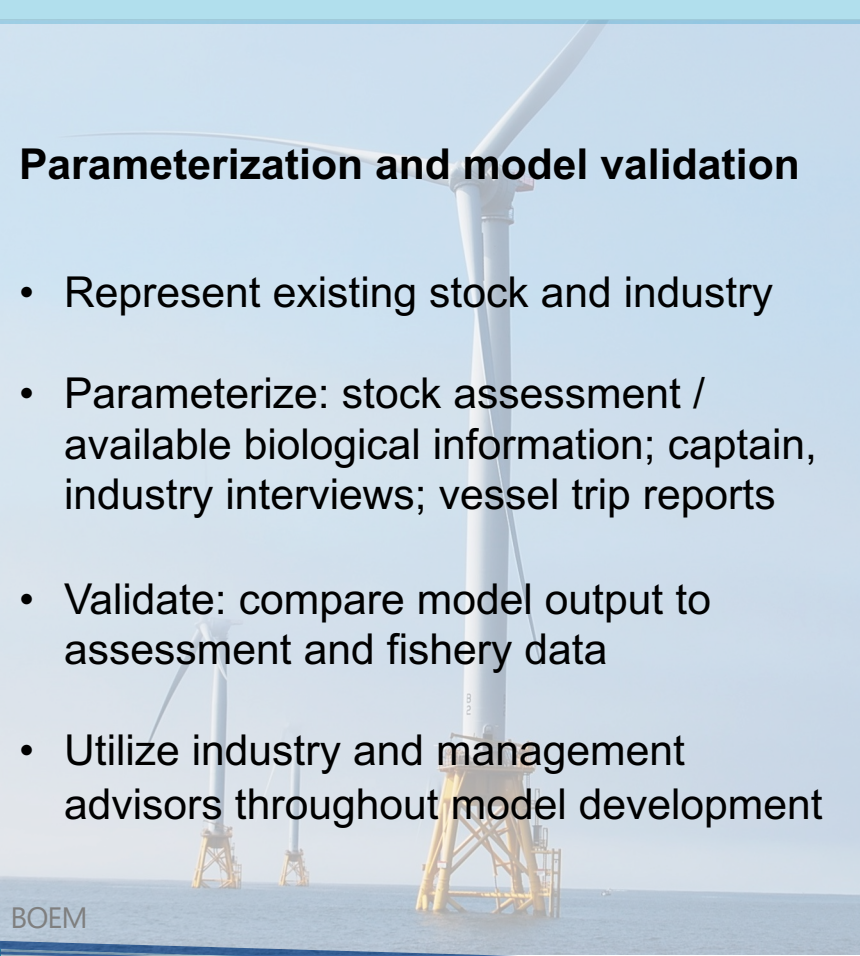 Parameterization and model validation
• Represent existing stock and industry
• Parameterize: stock assessment /
available biological information; captain,
industry interviews; vessel trip reports
• Validate: compare model output to
assessment and fishery data
• Utilize industry and management
advisors throughout model development
B
2
BOEM